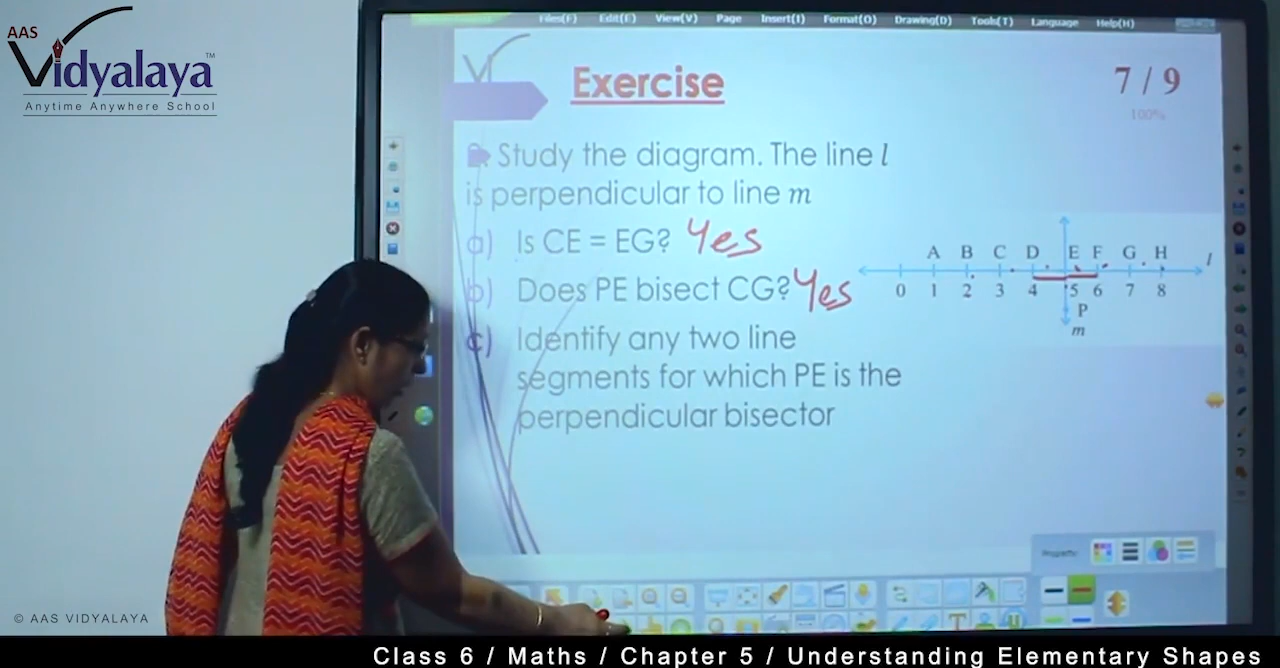 AAS
Vidyalaya™
Anytime Anywhere School
Files(F) Edit(E) View(V) Page Insert(I) Format(O) Drawing(D) Tools(T) Language Help(H)
Exercise
7 / 9
100%
Study the diagram. The line l
is perpendicular to line m
a) Is CE = EG? Yes
b) Does PE bisect CG? Yes
c) Identify any two line
segments for which PE is the
perpendicular bisector
A B C D E F G H l
0 1 2 3 4 5 6 7 8
P
m
Property
© AAS VIDYALAYA
Class 6 / Maths / Chapter 5 / Understanding Elementary Shapes